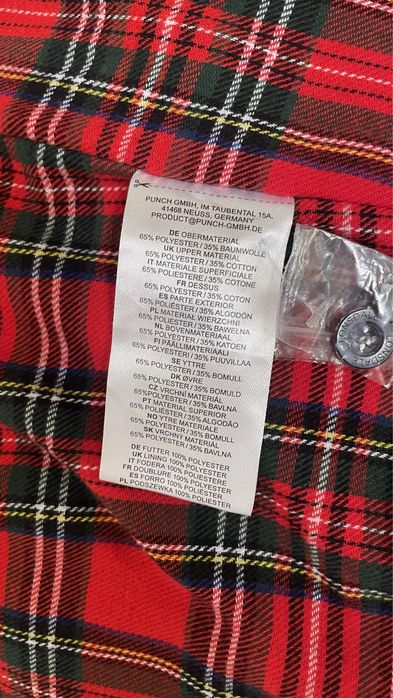 PUNCH GMBH, IM TAUBENTAL 15A,
41468 NEUSS, GERMANY
PRODUCT@PUNCH-GMBH.DE
DE OBERMATERIAL
65% POLYESTER / 35% BAUMWOLLE
UK UPPER MATERIAL
65% POLYESTER / 35% COTTON
IT MATERIALE SUPERFICIALE
65% POLIESTERE / 35% COTONE
FR DESSUS
65% POLYESTER / 35% COTON
ES PARTE EXTERIOR
65% POLIÉSTER / 35% ALGODÓN
PL MATERIAŁ WIERZCHNI
65% POLYESTER / 35% BAWEŁNA
NL BOVENMATERIAAL
65% POLYESTER / 35% KATOEN
FI PÄÄLLIMATERIAALI
65% POLYESTER / 35% PUUVILLAA
SE YTTRE
65% POLYESTER / 35% BOMULL
DK ØVRE
65% POLYESTER / 35% BOMULD
CZ VRCHNÍ MATERIÁL
65%POLYESTER / 35% BAVLNA
PT MATERIAL SUPERIOR
65% POLIÉSTER / 35% ALGODÃO
NO YTRE MATERIALE
65% POLYESTER / 35% BOMULL
SK VRCHNÝ MATERIÁL
65% POLYESTER / 35% BAVLNA
DE FUTTER 100% POLYESTER
UK LINING 100% POLYESTER
IT FODERA 100% POLIESTERE
FR DOUBLURE 100% POLYESTER
ES FORRO 100% POLIÉSTER
PL PODSZEWKA 100% POLYESTER
LONSDALE
LONSDALE